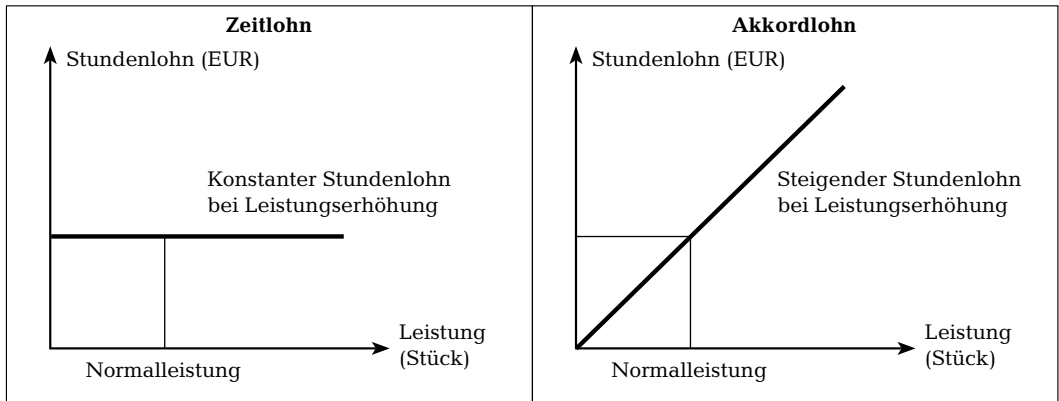 Zeitlohn
Stundenlohn (EUR)
Konstanter Stundenlohn
bei Leistungserhöhung
Leistung
(Stück)
Normalleistung
Akkordlohn
Stundenlohn (EUR)
Steigender Stundenlohn
bei Leistungserhöhung
Leistung
(Stück)
Normalleistung